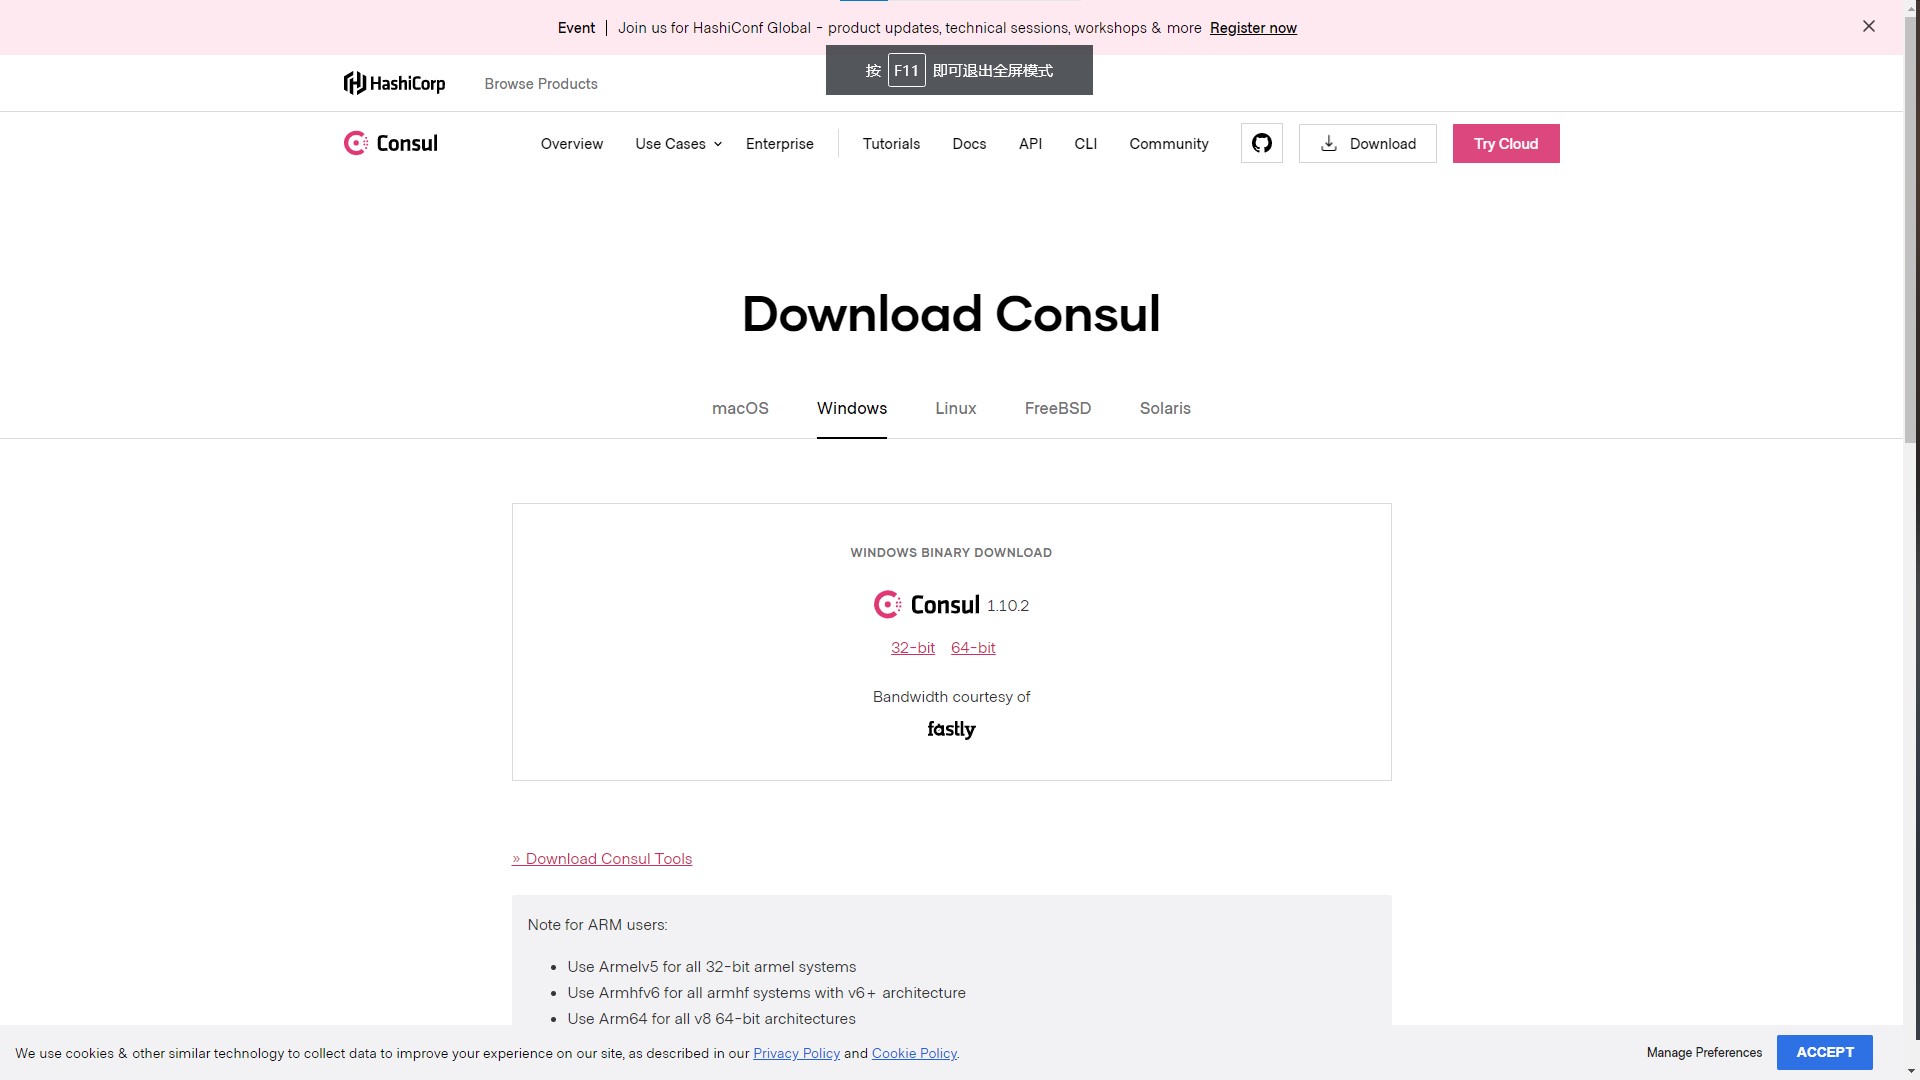 Event | Join us for HashiConf Global - product updates, technical sessions, workshops & more Register now
按 F11 即可退出全屏模式
HashiCorp Browse Products
Consul Overview Use Cases Enterprise Tutorials Docs API CLI Community Download Try Cloud
Download Consul
macOS Windows Linux FreeBSD Solaris
WINDOWS BINARY DOWNLOAD
Consul 1.10.2
32-bit 64-bit
Bandwidth courtesy of
fastly
» Download Consul Tools
Note for ARM users:
• Use Armelv5 for all 32-bit armel systems
• Use Armhfv6 for all armhf systems with v6+ architecture
• Use Arm64 for all v8 64-bit architectures
We use cookies & other similar technology to collect data to improve your experience on our site, as described in our Privacy Policy and Cookie Policy. Manage Preferences ACCEPT